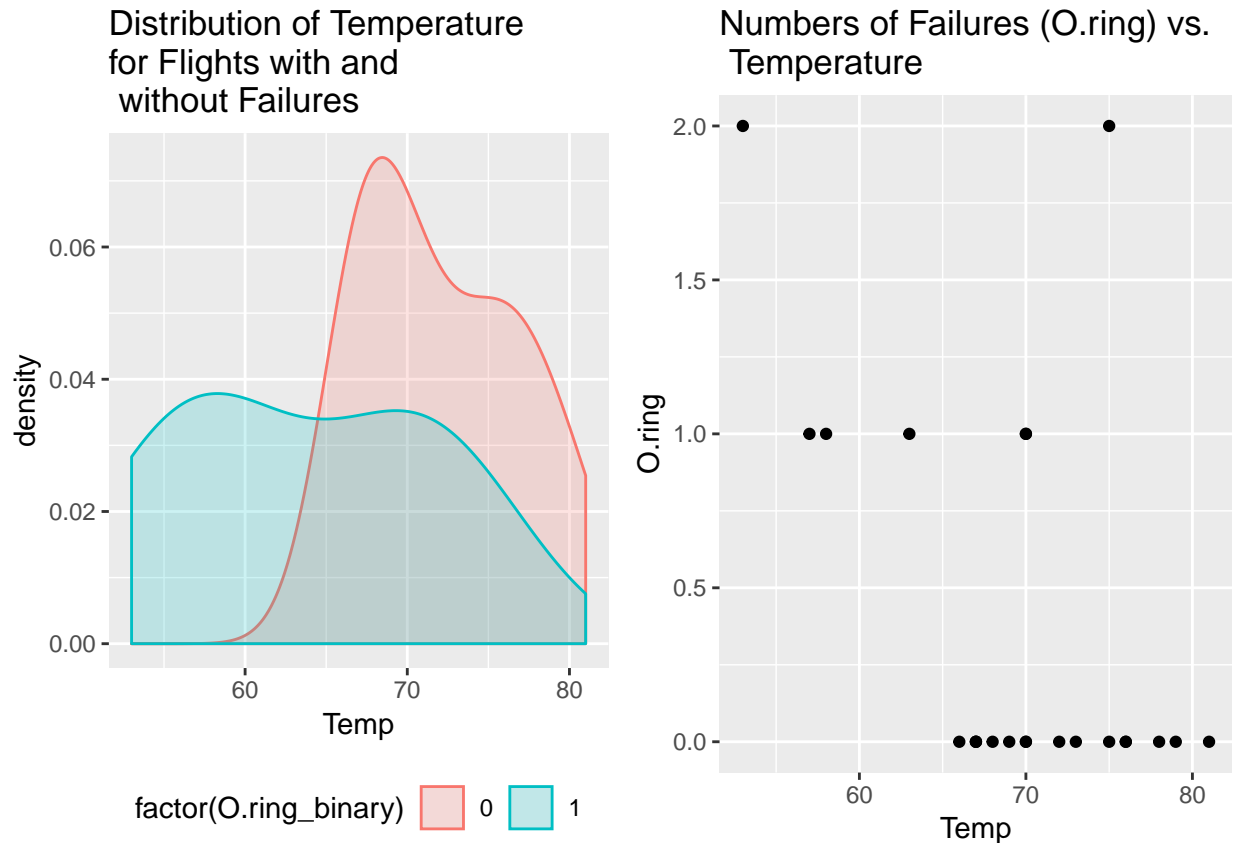 Distribution of Temperature
for Flights with and
without Failures
density
0.06
0.04
0.02
0.00
60 70 80
Temp
factor(O.ring_binary) 0 1
Numbers of Failures (O.ring) vs.
Temperature
O.ring
2.0
1.5
1.0
0.5
0.0
60 70 80
Temp